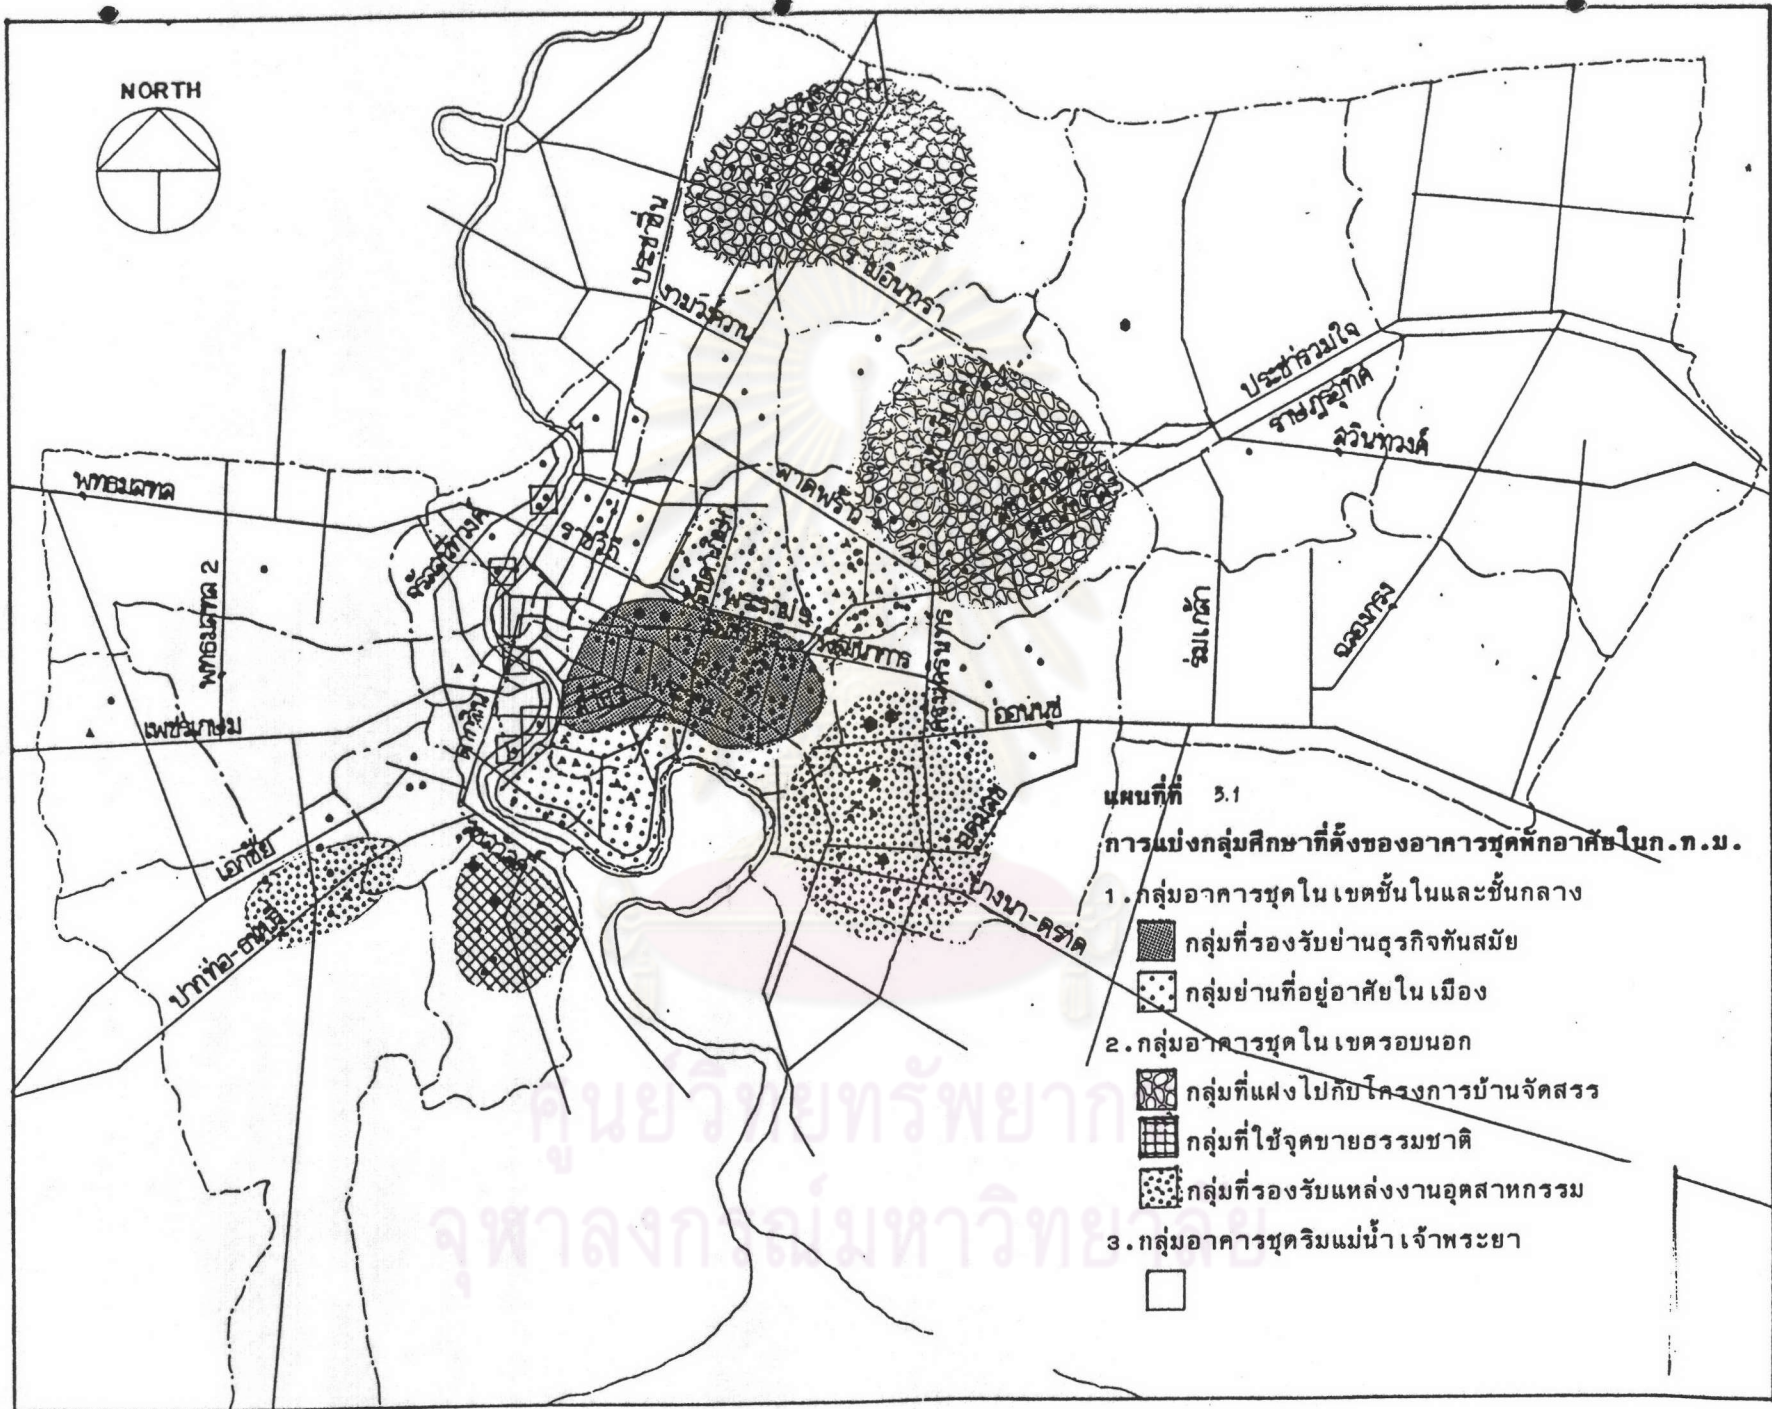 NORTH
ประชาชื่น
งามวงศ์วาน
รามอินทรา
ประชาร่วมใจ
ราษฎร์อุทิศ
สุวินทวงศ์
พุทธมลฑล
ลาดพร้าว
พุทธมลฑล 2
พระราม 9
พัฒนาการ
ศรีนครินทร์
ร่มเกล้า
ฉลองกรุง
เพชรเกษม
ตากสิน
อ่อนนุช
เอกชัย
อุดมสุข
บางนา-ตราด
ปากท่อ-ธนบุรี
แผนที่ที่ 3.1
การแบ่งกลุ่มศึกษาที่ตั้งของอาคารชุดพักอาศัยในก.ท.ม.
1.กลุ่มอาคารชุดในเขตชั้นในและชั้นกลาง
กลุ่มที่รองรับย่านธุรกิจทันสมัย
กลุ่มย่านที่อยู่อาศัยในเมือง
2.กลุ่มอาคารชุดในเขตรอบนอก
กลุ่มที่แฝงไปกับโครงการบ้านจัดสรร
กลุ่มที่ใช้จุดขายธรรมชาติ
กลุ่มที่รองรับแหล่งงานอุตสาหกรรม
3.กลุ่มอาคารชุดริมแม่น้ำเจ้าพระยา
ศูนย์วิทยทรัพยากร
จุฬาลงกรณ์มหาวิทยาลัย